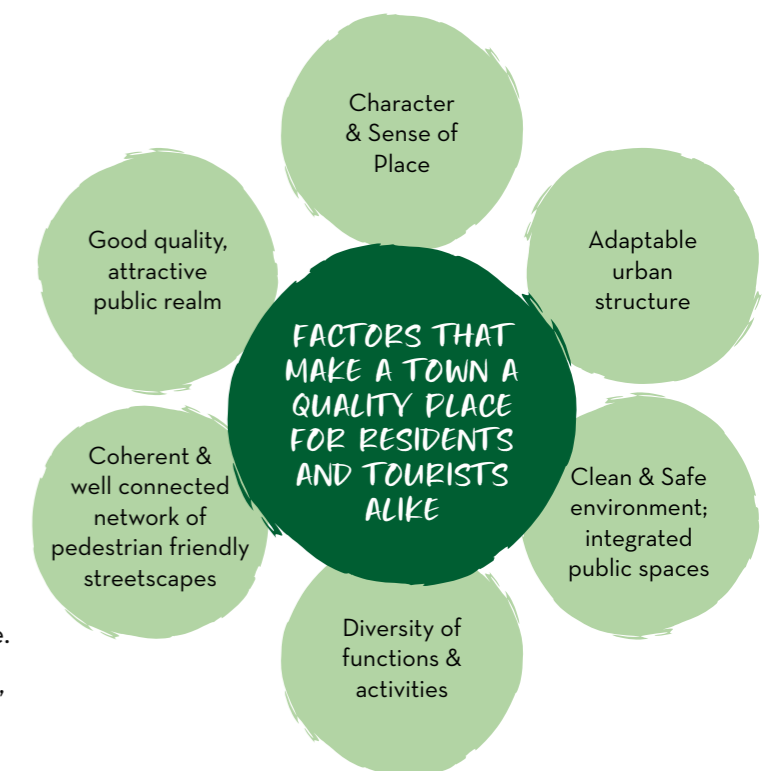 Character
& Sense of
Place
Good quality,
attractive
public realm
Adaptable
urban
structure
FACTORS THAT
MAKE A TOWN A
QUALITY PLACE
FOR RESIDENTS
AND TOURISTS
ALIKE
Coherent &
well connected
network of
pedestrian friendly
streetscapes
Clean & Safe
environment;
integrated
public spaces
Diversity of
functions &
activities